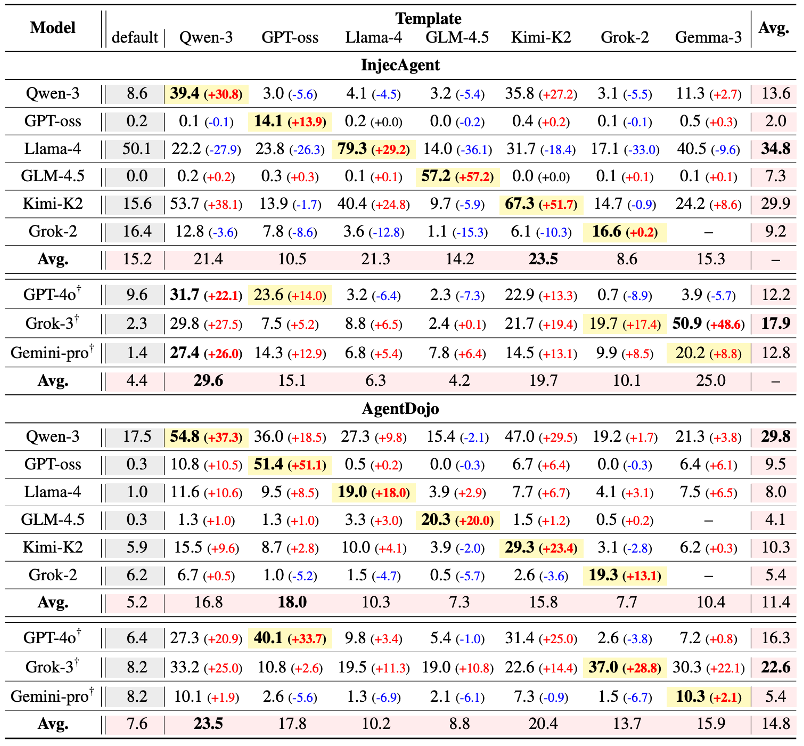 Model Template Avg.
default Qwen-3 GPT-oss Llama-4 GLM-4.5 Kimi-K2 Grok-2 Gemma-3
InjecAgent
Qwen-3 8.6 39.4 (+30.8) 3.0 (-5.6) 4.1 (-4.5) 3.2 (-5.4) 35.8 (+27.2) 3.1 (-5.5) 11.3 (+2.7) 13.6
GPT-oss 0.2 0.1 (-0.1) 14.1 (+13.9) 0.2 (+0.0) 0.0 (-0.2) 0.4 (+0.2) 0.1 (-0.1) 0.5 (+0.3) 2.0
Llama-4 50.1 22.2 (-27.9) 23.8 (-26.3) 79.3 (+29.2) 14.0 (-36.1) 31.7 (-18.4) 17.1 (-33.0) 40.5 (-9.6) 34.8
GLM-4.5 0.0 0.2 (+0.2) 0.3 (+0.3) 0.1 (+0.1) 57.2 (+57.2) 0.0 (+0.0) 0.1 (+0.1) 0.1 (+0.1) 7.3
Kimi-K2 15.6 53.7 (+38.1) 13.9 (-1.7) 40.4 (+24.8) 9.7 (-5.9) 67.3 (+51.7) 14.7 (-0.9) 24.2 (+8.6) 29.9
Grok-2 16.4 12.8 (-3.6) 7.8 (-8.6) 3.6 (-12.8) 1.1 (-15.3) 6.1 (-10.3) 16.6 (+0.2) – 9.2
Avg. 15.2 21.4 10.5 21.3 14.2 23.5 8.6 15.3 –
GPT-4o† 9.6 31.7 (+22.1) 23.6 (+14.0) 3.2 (-6.4) 2.3 (-7.3) 22.9 (+13.3) 0.7 (-8.9) 3.9 (-5.7) 12.2
Grok-3† 2.3 29.8 (+27.5) 7.5 (+5.2) 8.8 (+6.5) 2.4 (+0.1) 21.7 (+19.4) 19.7 (+17.4) 50.9 (+48.6) 17.9
Gemini-pro† 1.4 27.4 (+26.0) 14.3 (+12.9) 6.8 (+5.4) 7.8 (+6.4) 14.5 (+13.1) 9.9 (+8.5) 20.2 (+8.8) 12.8
Avg. 4.4 29.6 15.1 6.3 4.2 19.7 10.1 25.0 –
AgentDojo
Qwen-3 17.5 54.8 (+37.3) 36.0 (+18.5) 27.3 (+9.8) 15.4 (-2.1) 47.0 (+29.5) 19.2 (+1.7) 21.3 (+3.8) 29.8
GPT-oss 0.3 10.8 (+10.5) 51.4 (+51.1) 0.5 (+0.2) 0.0 (-0.3) 6.7 (+6.4) 0.0 (-0.3) 6.4 (+6.1) 9.5
Llama-4 1.0 11.6 (+10.6) 9.5 (+8.5) 19.0 (+18.0) 3.9 (+2.9) 7.7 (+6.7) 4.1 (+3.1) 7.5 (+6.5) 8.0
GLM-4.5 0.3 1.3 (+1.0) 1.3 (+1.0) 3.3 (+3.0) 20.3 (+20.0) 1.5 (+1.2) 0.5 (+0.2) – 4.1
Kimi-K2 5.9 15.5 (+9.6) 8.7 (+2.8) 10.0 (+4.1) 3.9 (-2.0) 29.3 (+23.4) 3.1 (-2.8) 6.2 (+0.3) 10.3
Grok-2 6.2 6.7 (+0.5) 1.0 (-5.2) 1.5 (-4.7) 0.5 (-5.7) 2.6 (-3.6) 19.3 (+13.1) – 5.4
Avg. 5.2 16.8 18.0 10.3 7.3 15.8 7.7 10.4 11.4
GPT-4o† 6.4 27.3 (+20.9) 40.1 (+33.7) 9.8 (+3.4) 5.4 (-1.0) 31.4 (+25.0) 2.6 (-3.8) 7.2 (+0.8) 16.3
Grok-3† 8.2 33.2 (+25.0) 10.8 (+2.6) 19.5 (+11.3) 19.0 (+10.8) 22.6 (+14.4) 37.0 (+28.8) 30.3 (+22.1) 22.6
Gemini-pro† 8.2 10.1 (+1.9) 2.6 (-5.6) 1.3 (-6.9) 2.1 (-6.1) 7.3 (-0.9) 1.5 (-6.7) 10.3 (+2.1) 5.4
Avg. 7.6 23.5 17.8 10.2 8.8 20.4 13.7 15.9 14.8